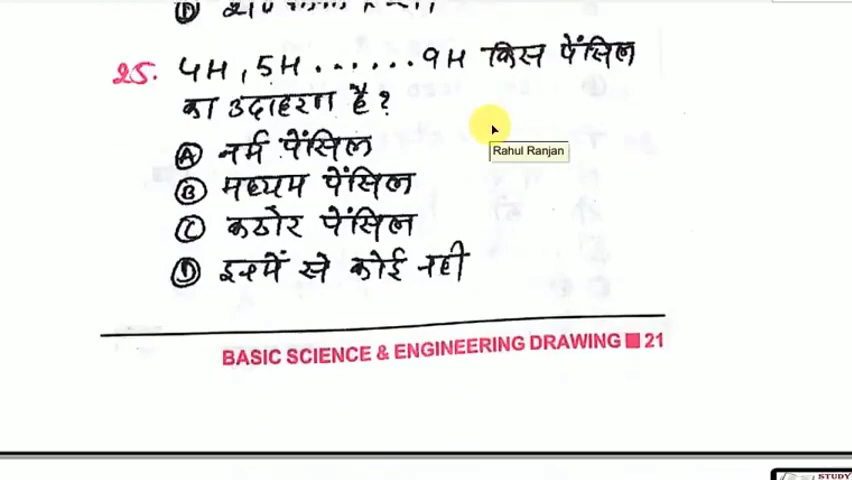 25. 4H, 5H ...... 9H किस पेंसिल
का उदाहरण है?
Rahul Ranjan
(A) नर्म पेंसिल
(B) मध्यम पेंसिल
(C) कठोर पेंसिल
(D) इनमें से कोई नही
BASIC SCIENCE & ENGINEERING DRAWING ■ 21
STUDY